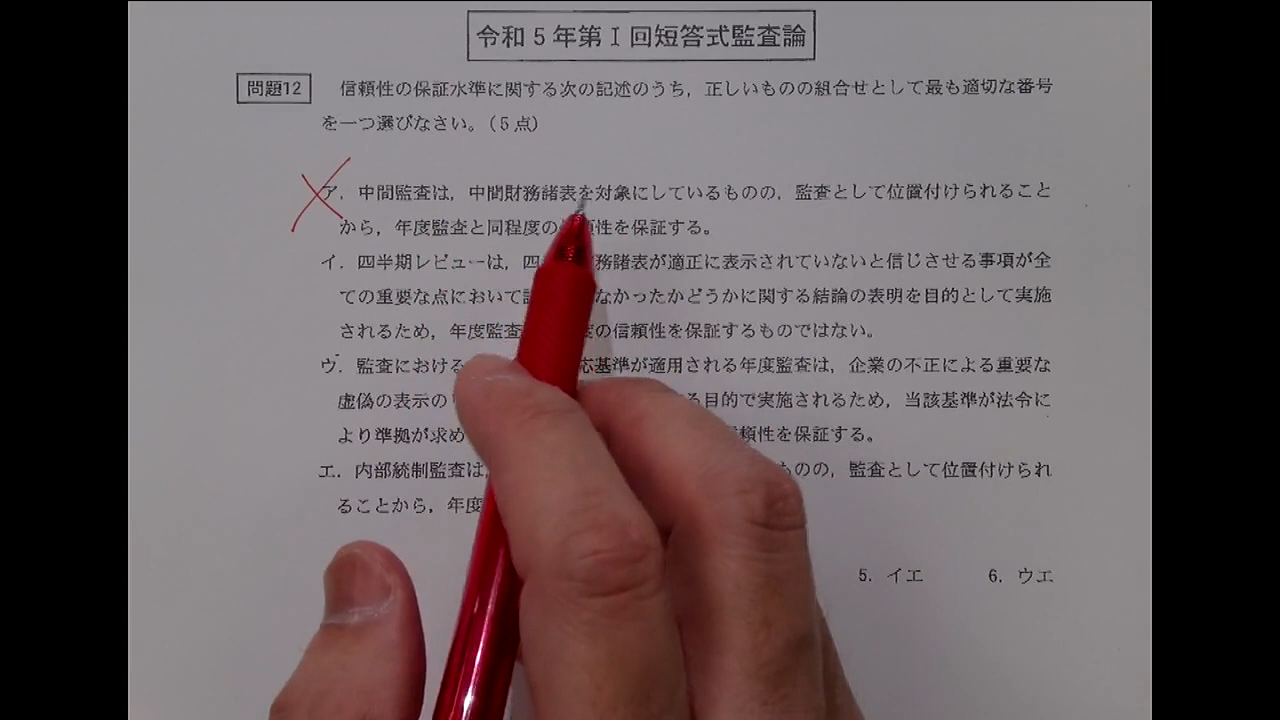 令和5年第Ⅰ回短答式監査論
問題12 信頼性の保証水準に関する次の記述のうち，正しいものの組合せとして最も適切な番号
を一つ選びなさい。（5点）
ア．中間監査は，中間財務諸表を対象にしているものの，監査として位置付けられること
から，年度監査と同程度の 性を保証する。
イ．四半期レビューは，四 務諸表が適正に表示されていないと信じさせる事項が全
ての重要な点において なかったかどうかに関する結論の表明を目的として実施
されるため，年度監査 の信頼性を保証するものではない。
ウ．監査における 応基準が適用される年度監査は，企業の不正による重要な
虚偽の表示の る目的で実施されるため，当該基準が法令に
より準拠が求め 頼性を保証する。
エ．内部統制監査は， ものの，監査として位置付けられ
ることから，年度
5．イエ 6．ウエ